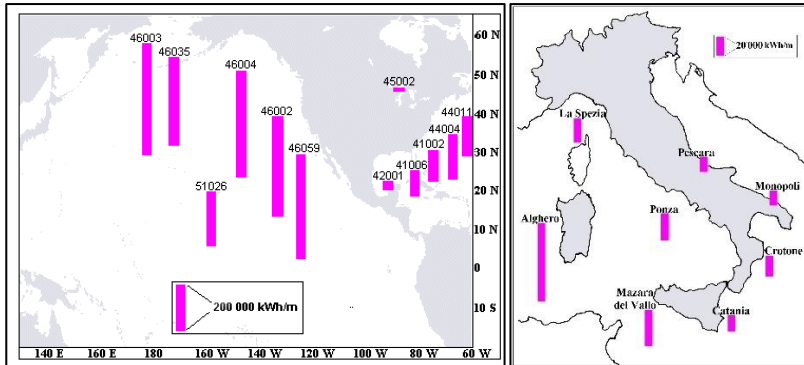 46003
46035
46004
46002
46059
51026
45002
44011
44004
41002
41006
42001
60 N
50 N
40 N
30 N
20 N
10 N
0
10 S
200 000 kWh/m
140 E 160 E 180 160 W 140 W 120 W 100 W 80 W 60 W
20'000 kWh/m
La Spezia
Pescara
Monopoli
Alghero
Ponza
Crotone
Mazara
del Vallo
Catania